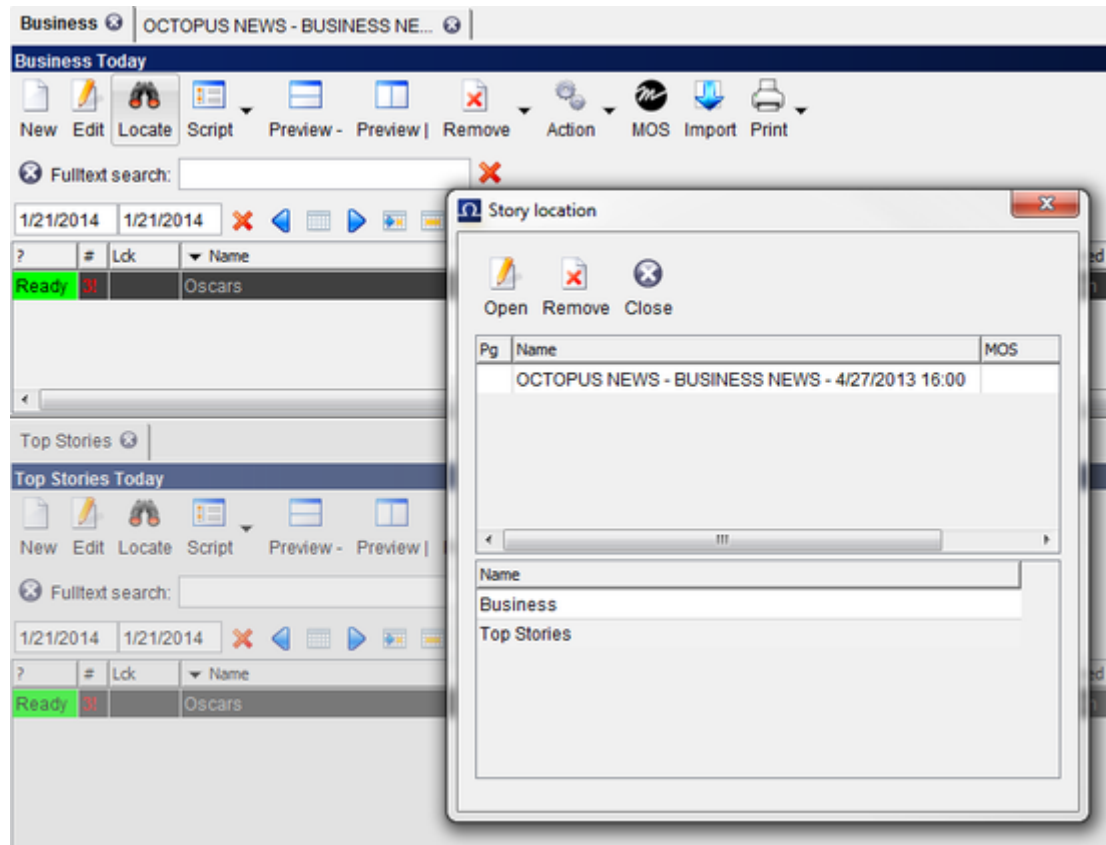 Business
OCTOPUS NEWS - BUSINESS NE...
Business Today
New Edit Locate Script Preview - Preview | Remove Action MOS Import Print
Fulltext search:
1/21/2014 1/21/2014
? # Lck Name
Ready 3! Oscars
Story location
Open Remove Close
Pg Name MOS
OCTOPUS NEWS - BUSINESS NEWS - 4/27/2013 16:00
Name
Business
Top Stories
Top Stories
Top Stories Today
New Edit Locate Script Preview - Preview |
Fulltext search:
1/21/2014 1/21/2014
? # Lck Name
Ready 3! Oscars